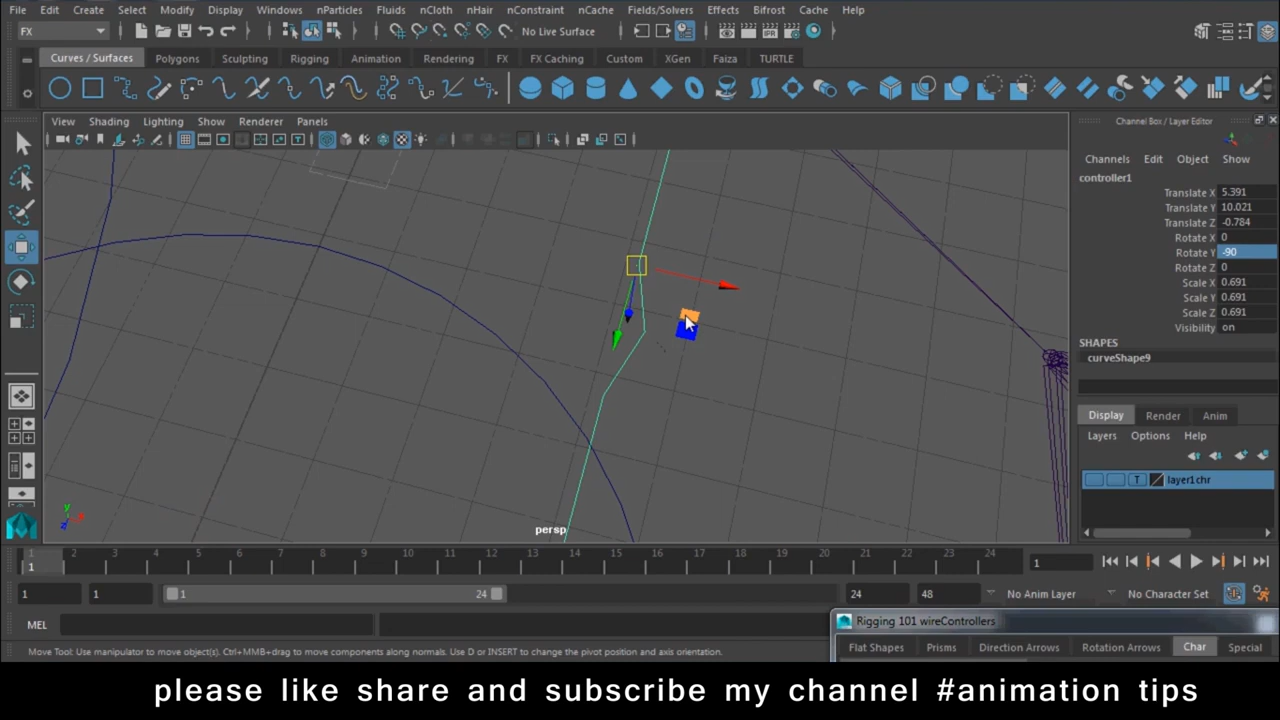 File Edit Create Select Modify Display Windows nParticles Fluids nCloth nHair nConstraint nCache Fields/Solvers Effects Bifrost Cache Help
FX No Live Surface
Curves / Surfaces Polygons Sculpting Rigging Animation Rendering FX FX Caching Custom XGen Faiza TURTLE
View Shading Lighting Show Renderer Panels
Channel Box / Layer Editor
Channels Edit Object Show
controller1
Translate X 5.391
Translate Y 10.021
Translate Z -0.784
Rotate X 0
Rotate Y -90
Rotate Z 0
Scale X 0.691
Scale Y 0.691
Scale Z 0.691
Visibility on
SHAPES
curveShape9
Display Render Anim
Layers Options Help
T layer1chr
y
x
z
persp
1 2 3 4 5 6 7 8 9 10 11 12 13 14 15 16 17 18 19 20 21 22 23 24
1 1
1 1 1 24 24 48 No Anim Layer No Character Set
MEL
Rigging 101 wireControllers
Move Tool: Use manipulator to move object(s). Ctrl+MMB+drag to move components along normals. Use D or INSERT to change the pivot position and axis orientation.
Flat Shapes Prisms Direction Arrows Rotation Arrows Char Special
please like share and subscribe my channel #animation tips